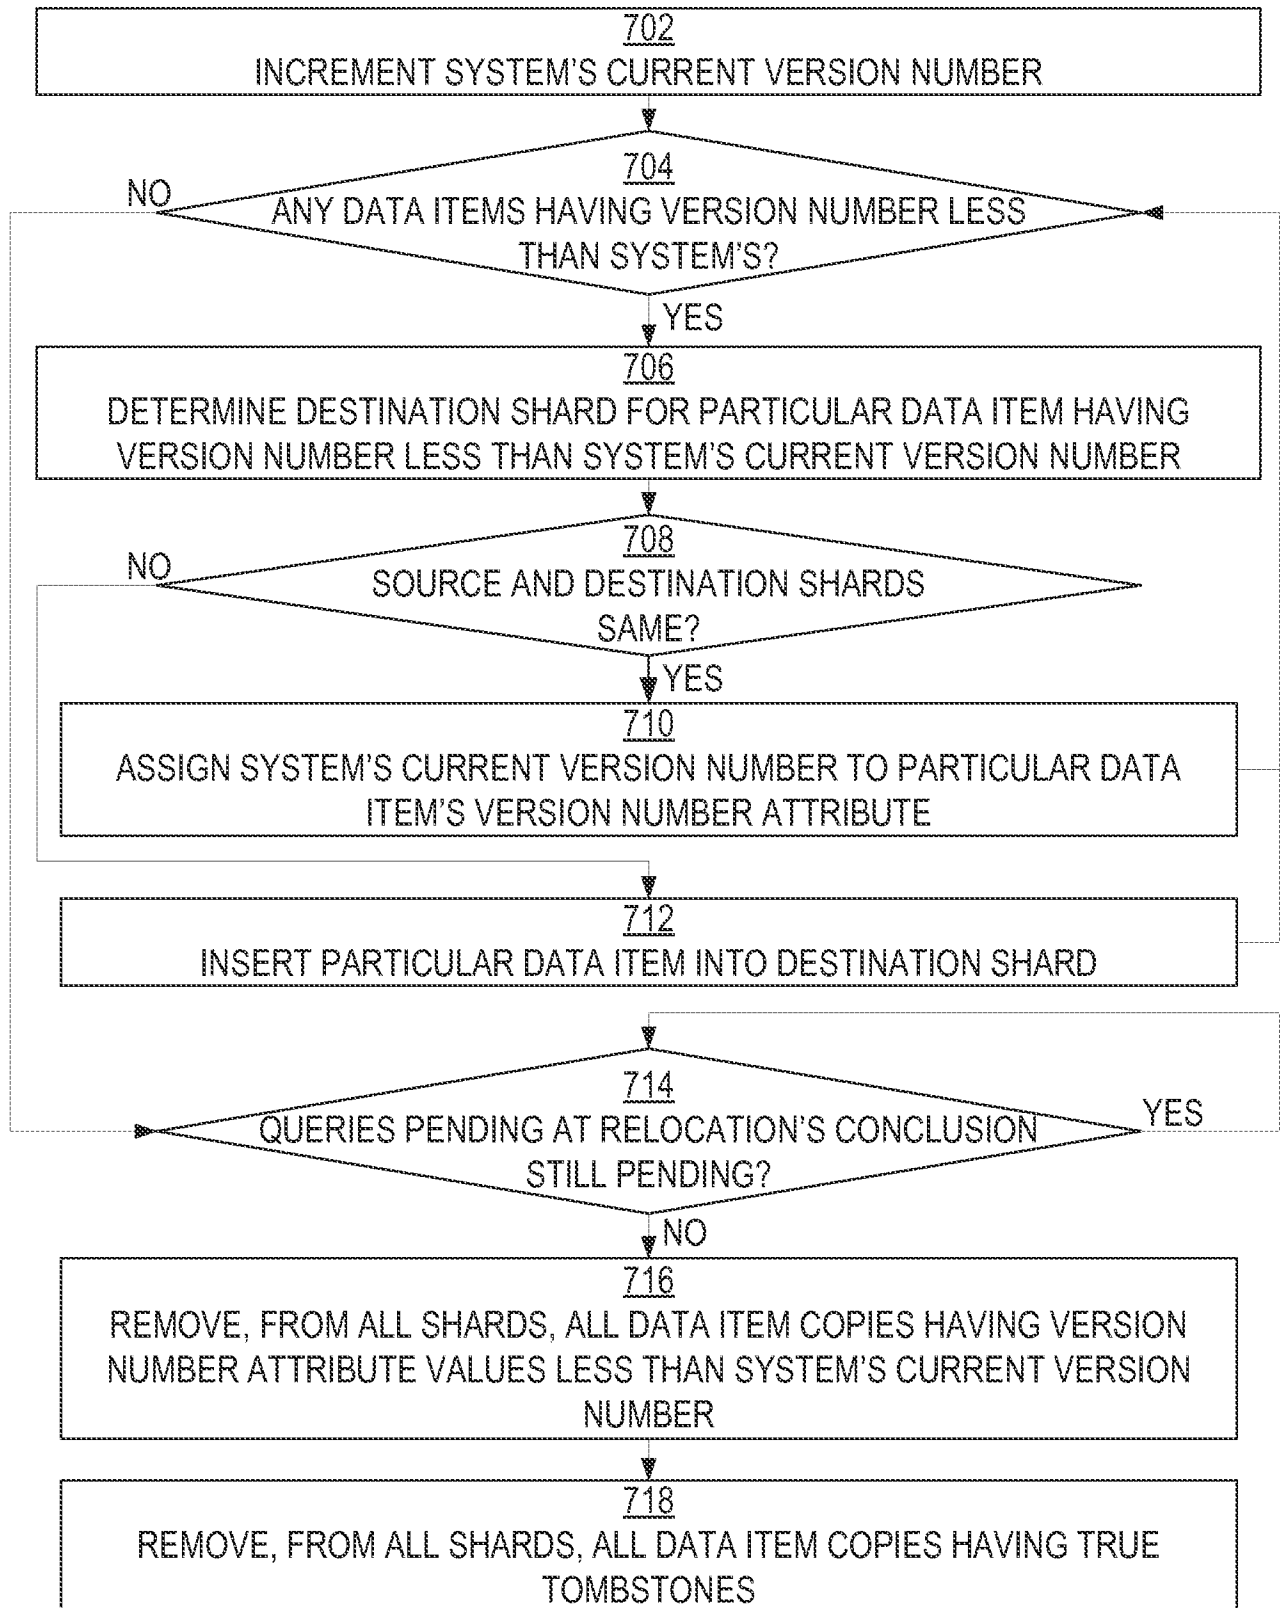 702
INCREMENT SYSTEM'S CURRENT VERSION NUMBER
704
NO
ANY DATA ITEMS HAVING VERSION NUMBER LESS
THAN SYSTEM'S?
YES
706
DETERMINE DESTINATION SHARD FOR PARTICULAR DATA ITEM HAVING
VERSION NUMBER LESS THAN SYSTEM'S CURRENT VERSION NUMBER
708
NO
SOURCE AND DESTINATION SHARDS
SAME?
YES
710
ASSIGN SYSTEM'S CURRENT VERSION NUMBER TO PARTICULAR DATA
ITEM'S VERSION NUMBER ATTRIBUTE
712
INSERT PARTICULAR DATA ITEM INTO DESTINATION SHARD
714
YES
QUERIES PENDING AT RELOCATION'S CONCLUSION
STILL PENDING?
NO
716
REMOVE, FROM ALL SHARDS, ALL DATA ITEM COPIES HAVING VERSION
NUMBER ATTRIBUTE VALUES LESS THAN SYSTEM'S CURRENT VERSION
NUMBER
718
REMOVE, FROM ALL SHARDS, ALL DATA ITEM COPIES HAVING TRUE
TOMBSTONES